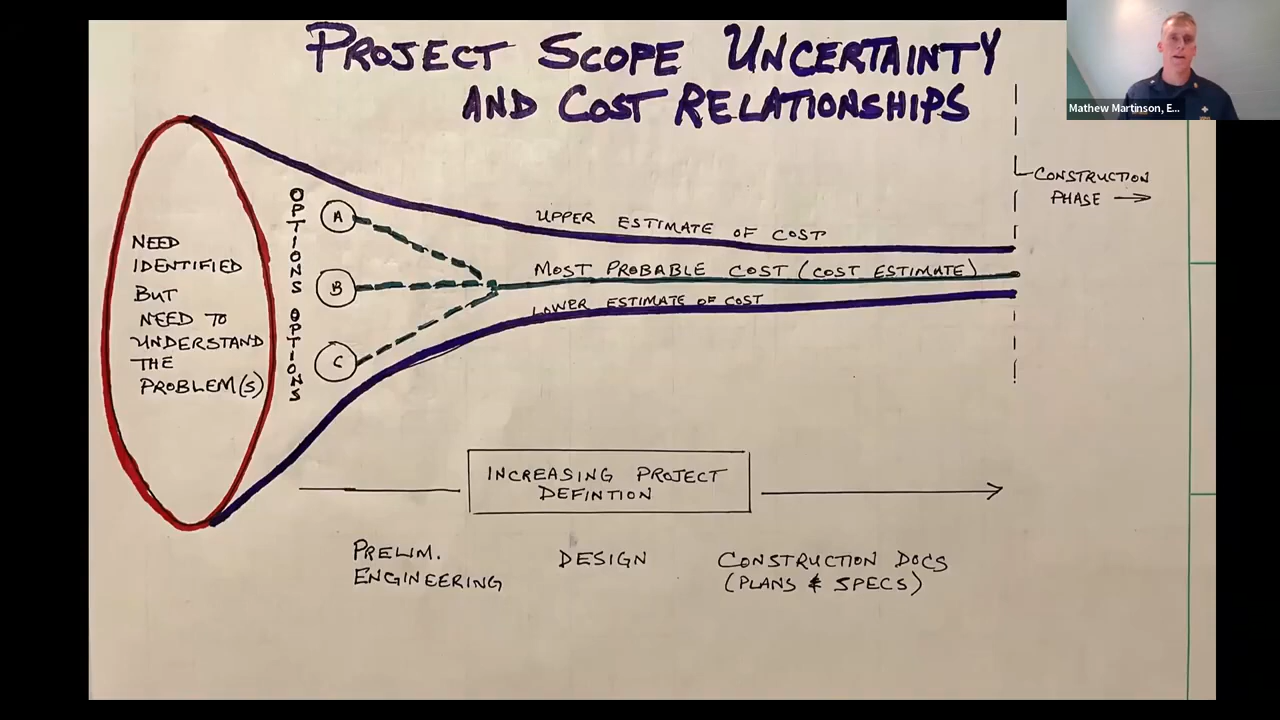 PROJECT SCOPE UNCERTAINTY
AND COST RELATIONSHIPS
Mathew Martinson, E...
CONSTRUCTION
PHASE →
NEED
IDENTIFIED
BUT
NEED TO
UNDERSTAND
THE
PROBLEM(S)
OPTIONS OPTIONS
A
B
C
UPPER ESTIMATE OF COST
MOST PROBABLE COST (COST ESTIMATE)
LOWER ESTIMATE OF COST
INCREASING PROJECT
DEFINTION
PRELIM.
ENGINEERING
DESIGN
CONSTRUCTION DOCS
(PLANS & SPECS)